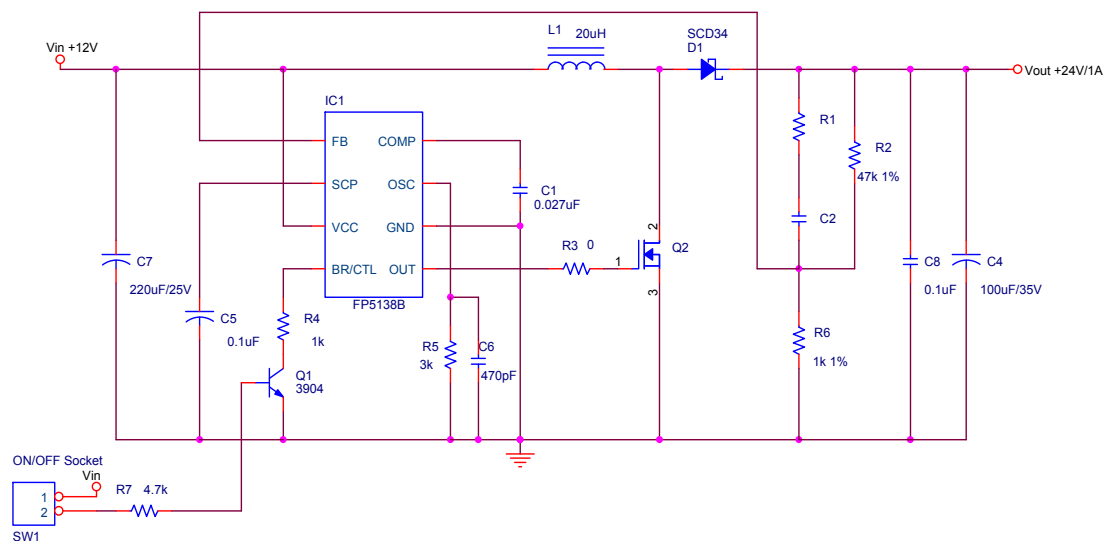 L1 20uH
SCD34
D1
Vin +12V
Vout +24V/1A
IC1
FB COMP
SCP OSC
VCC GND
BR/CTL OUT
FP5138B
C1
0.027uF
R1
R2
47k 1%
C2
R3 0
1
2
3
Q2
C7
220uF/25V
C5
0.1uF
R4
1k
Q1
3904
R5
3k
C6
470pF
R6
1k 1%
C8
0.1uF
C4
100uF/35V
ON/OFF Socket
Vin
1
2
SW1
R7 4.7k